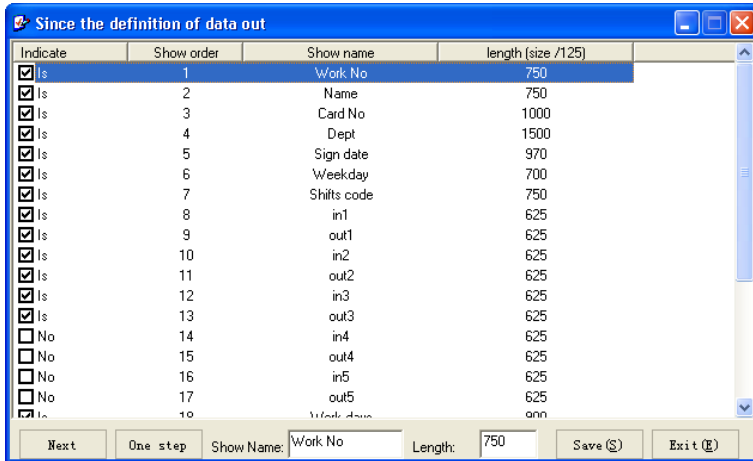 Since the definition of data out
Indicate Show order Show name length (size /125)
Is 1 Work No 750
Is 2 Name 750
Is 3 Card No 1000
Is 4 Dept 1500
Is 5 Sign date 970
Is 6 Weekday 700
Is 7 Shifts code 750
Is 8 in1 625
Is 9 out1 625
Is 10 in2 625
Is 11 out2 625
Is 12 in3 625
Is 13 out3 625
No 14 in4 625
No 15 out4 625
No 16 in5 625
No 17 out5 625
Is 18 Work days 900
Next One step Show Name: Work No Length: 750 Save(S) Exit(E)